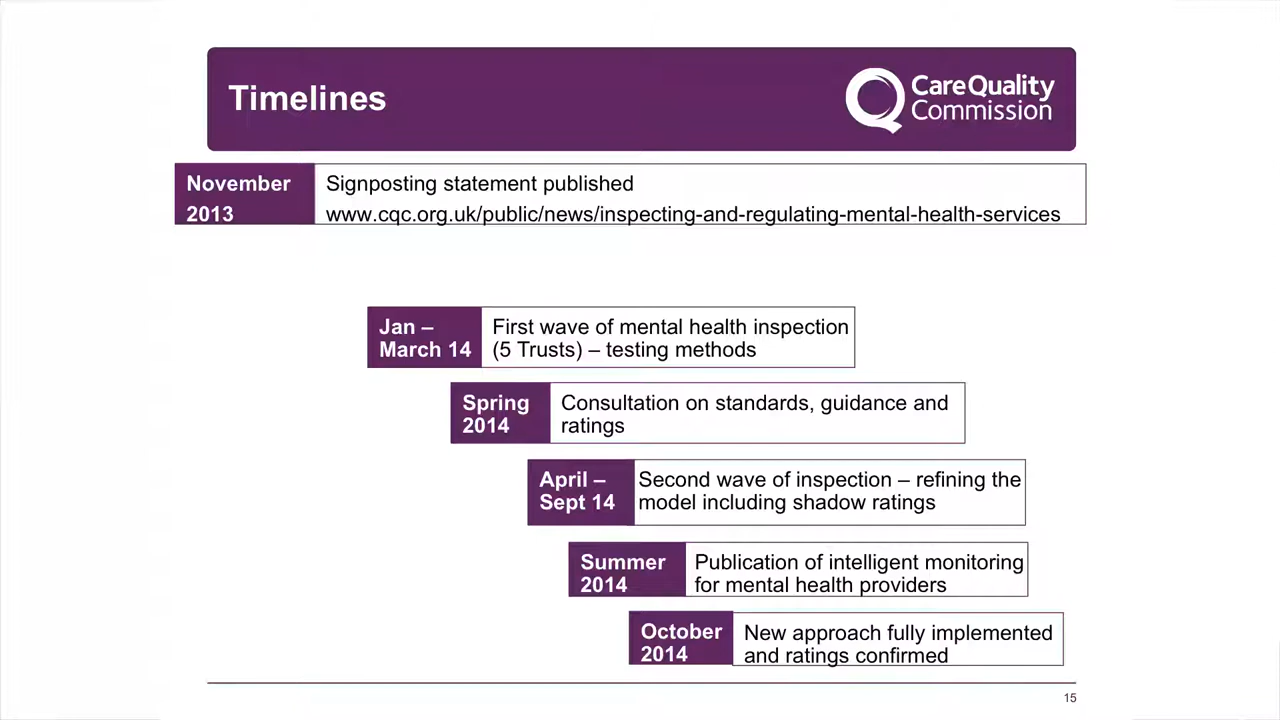 Timelines
CareQuality
Commission
November
2013
Signposting statement published
www.cqc.org.uk/public/news/inspecting-and-regulating-mental-health-services
Jan –
March 14
First wave of mental health inspection
(5 Trusts) – testing methods
Spring
2014
Consultation on standards, guidance and
ratings
April –
Sept 14
Second wave of inspection – refining the
model including shadow ratings
Summer
2014
Publication of intelligent monitoring
for mental health providers
October
2014
New approach fully implemented
and ratings confirmed
15